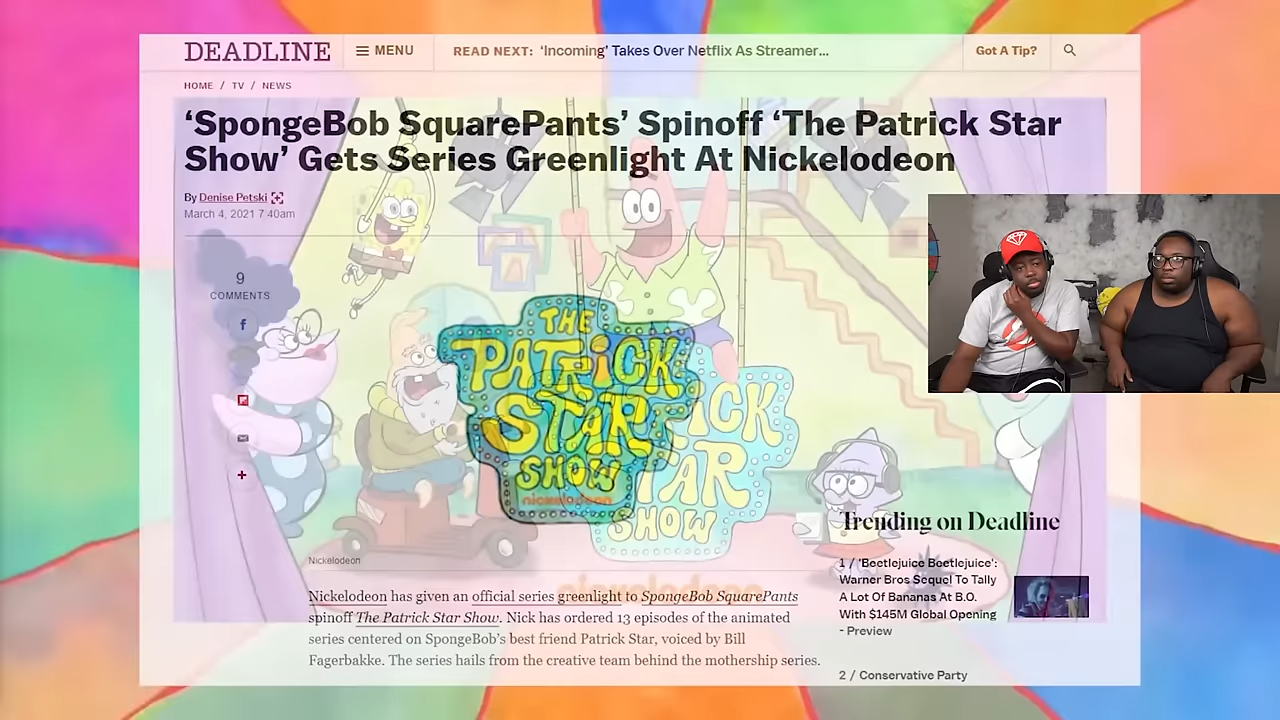 DEADLINE
MENU
READ NEXT: ‘Incoming’ Takes Over Netflix As Streamer...
Got A Tip?
HOME / TV / NEWS
‘SpongeBob SquarePants’ Spinoff ‘The Patrick Star
Show’ Gets Series Greenlight At Nickelodeon
By Denise Petski
March 4, 2021 7:40am
9
COMMENTS
THE
PATRICK
STAR
SHOW
nickelodeon
ICK
AR
SHOW
nickelodeon
Nickelodeon
Nickelodeon has given an official series greenlight to SpongeBob SquarePants
spinoff The Patrick Star Show. Nick has ordered 13 episodes of the animated
series centered on SpongeBob’s best friend Patrick Star, voiced by Bill
Fagerbakke. The series hails from the creative team behind the mothership series.
Trending on Deadline
1 / ‘Beetlejuice Beetlejuice’:
Warner Bros Sequel To Tally
A Lot Of Bananas At B.O.
With $145M Global Opening
- Preview
2 / Conservative Party